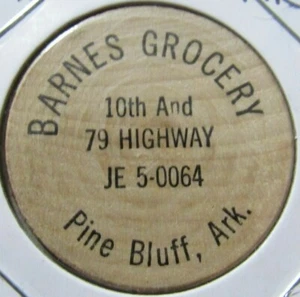 BARNES GROCERY
10th And
79 HIGHWAY
JE 5-0064
Pine Bluff, Ark.